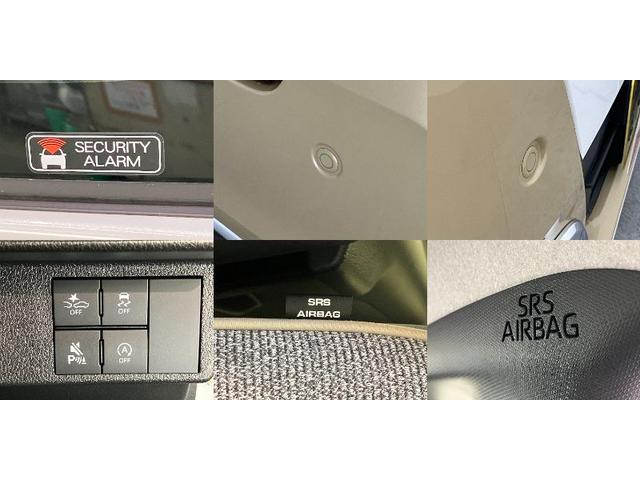 SECURITY
ALARM
OFF
OFF
P
A
OFF
SRS
AIRBAG
SRS
AIRBAG